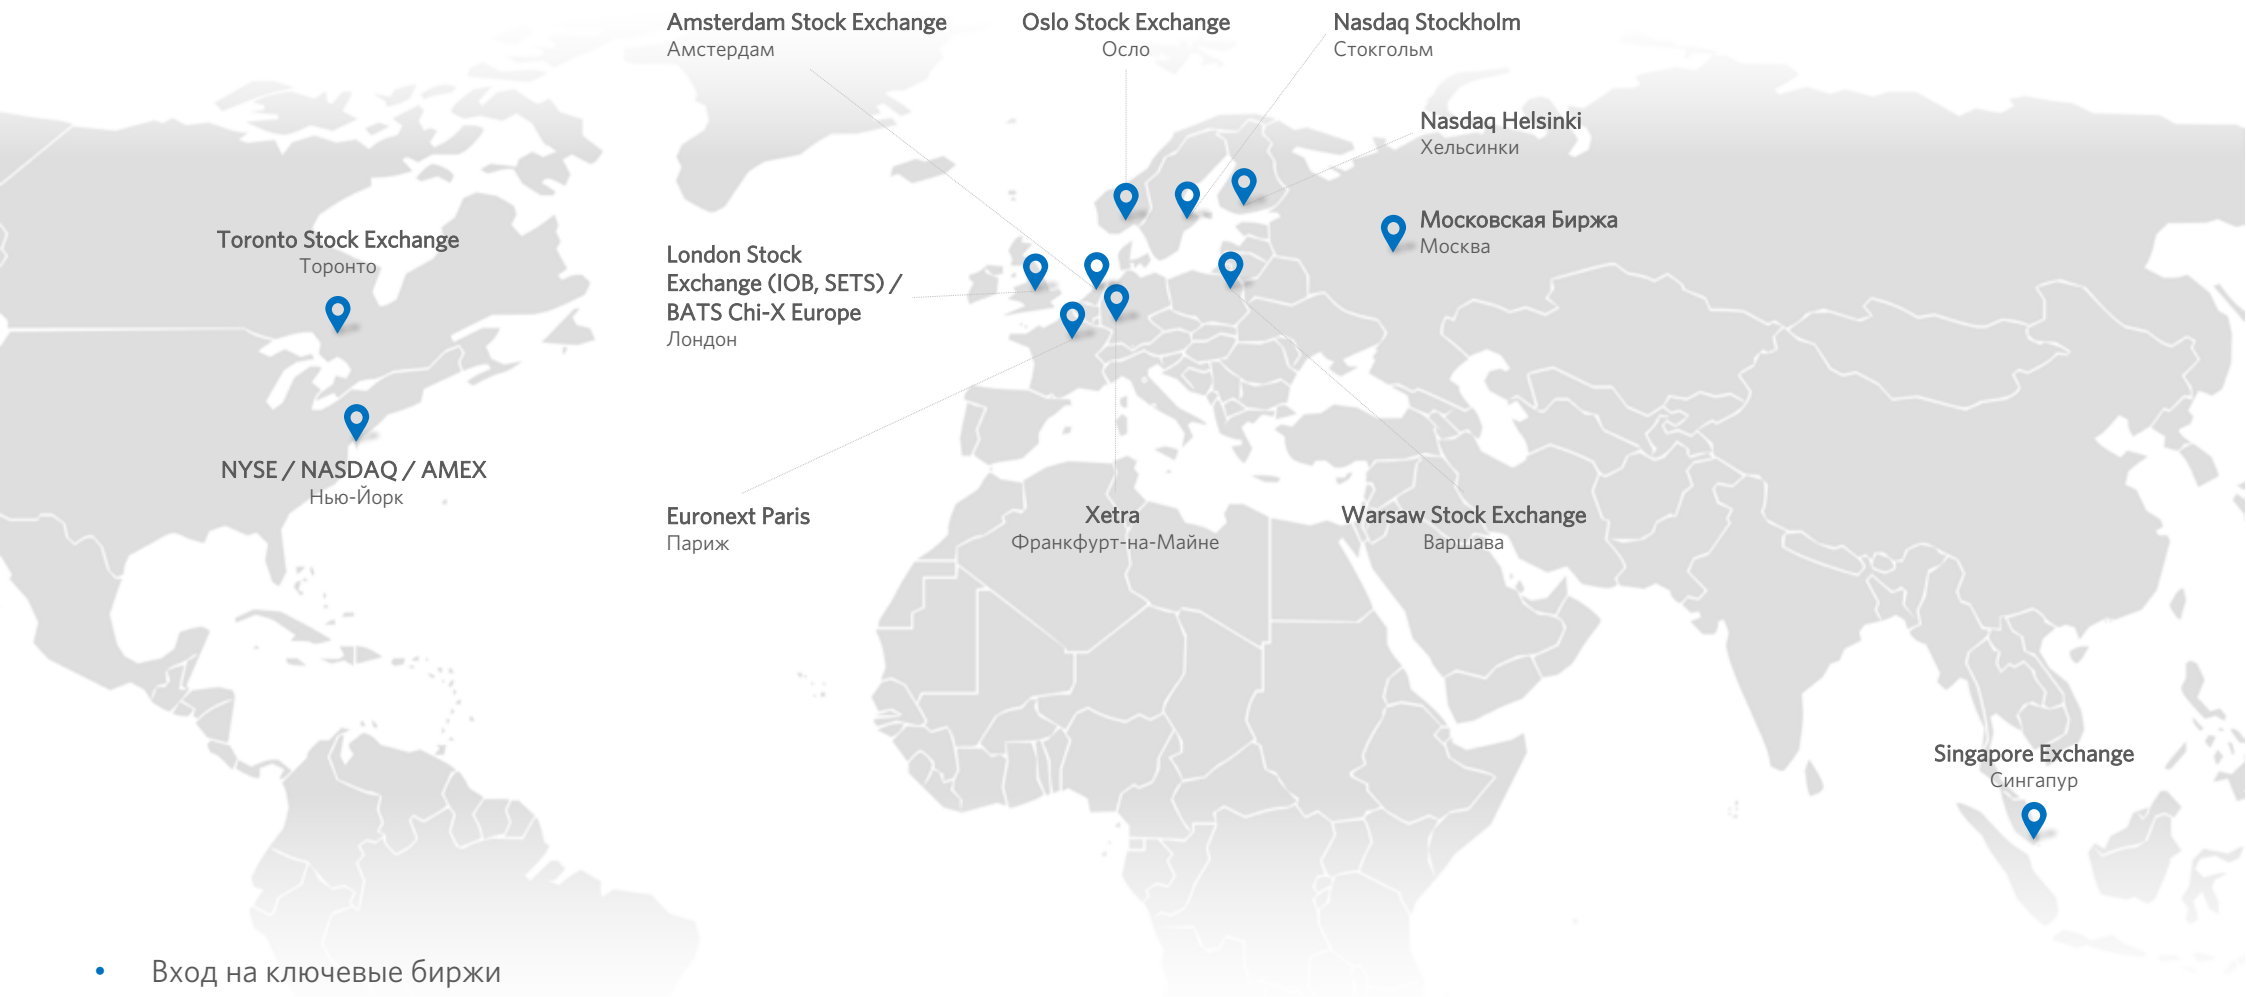 Amsterdam Stock Exchange
Амстердам
Oslo Stock Exchange
Осло
Nasdaq Stockholm
Стокгольм
Nasdaq Helsinki
Хельсинки
Московская Биржа
Москва
Toronto Stock Exchange
Торонто
London Stock
Exchange (IOB, SETS) /
BATS Chi-X Europe
Лондон
NYSE / NASDAQ / AMEX
Нью-Йорк
Euronext Paris
Париж
Xetra
Франкфурт-на-Майне
Warsaw Stock Exchange
Варшава
Singapore Exchange
Сингапур
• Вход на ключевые биржи